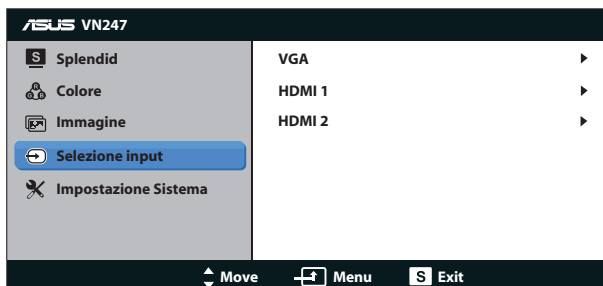 ASUS VN247
S Splendid
Colore
Immagine
Selezione input
Impostazione Sistema
VGA
HDMI 1
HDMI 2
Move Menu S Exit